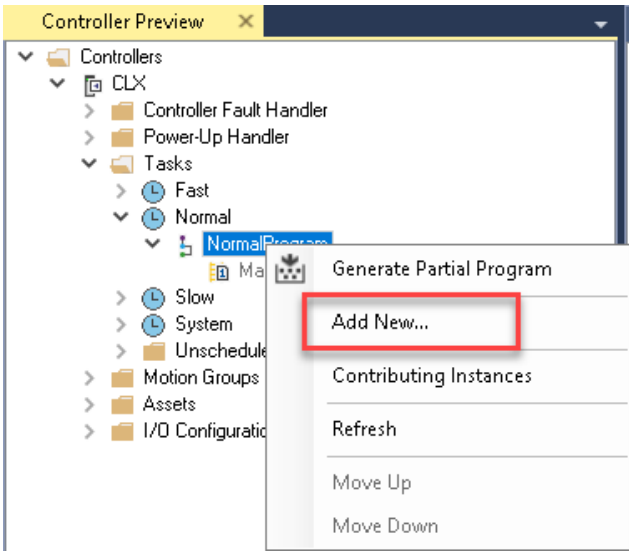 Controller Preview
Controllers
CLX
Controller Fault Handler
Power-Up Handler
Tasks
Fast
Normal
NormalProgram
Ma
Slow
System
Unschedule
Motion Groups
Assets
I/O Configuratio
Generate Partial Program
Add New...
Contributing Instances
Refresh
Move Up
Move Down